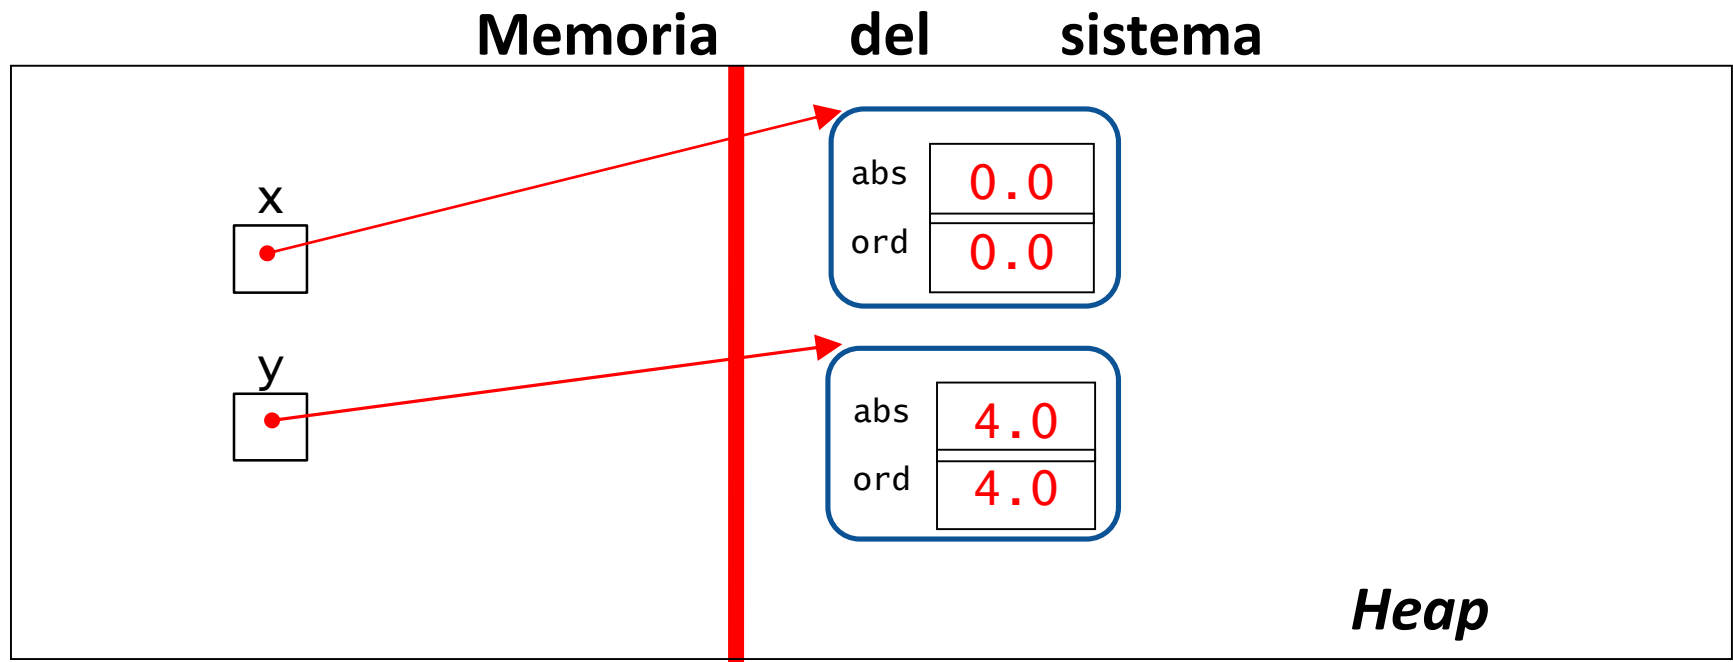 Memoria del sistema
x
abs 0.0
ord 0.0
y
abs 4.0
ord 4.0
Heap